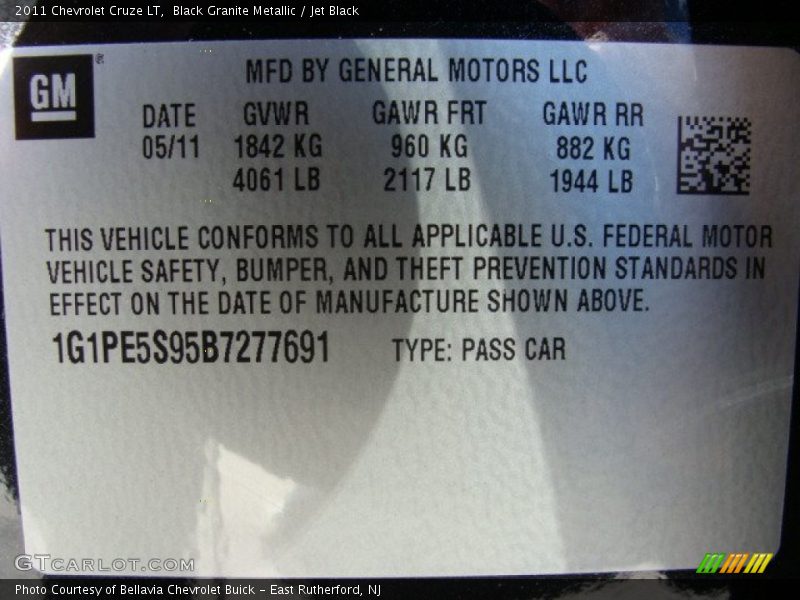 2011 Chevrolet Cruze LT,  Black Granite Metallic / Jet Black
GM ®
MFD BY GENERAL MOTORS LLC
DATE GVWR GAWR FRT GAWR RR
05/11 1842 KG 960 KG 882 KG
4061 LB 2117 LB 1944 LB
THIS VEHICLE CONFORMS TO ALL APPLICABLE U.S. FEDERAL MOTOR
VEHICLE SAFETY, BUMPER, AND THEFT PREVENTION STANDARDS IN
EFFECT ON THE DATE OF MANUFACTURE SHOWN ABOVE.
1G1PE5S95B7277691 TYPE: PASS CAR
GTCARLOT.COM
Photo Courtesy of Bellavia Chevrolet Buick - East Rutherford, NJ